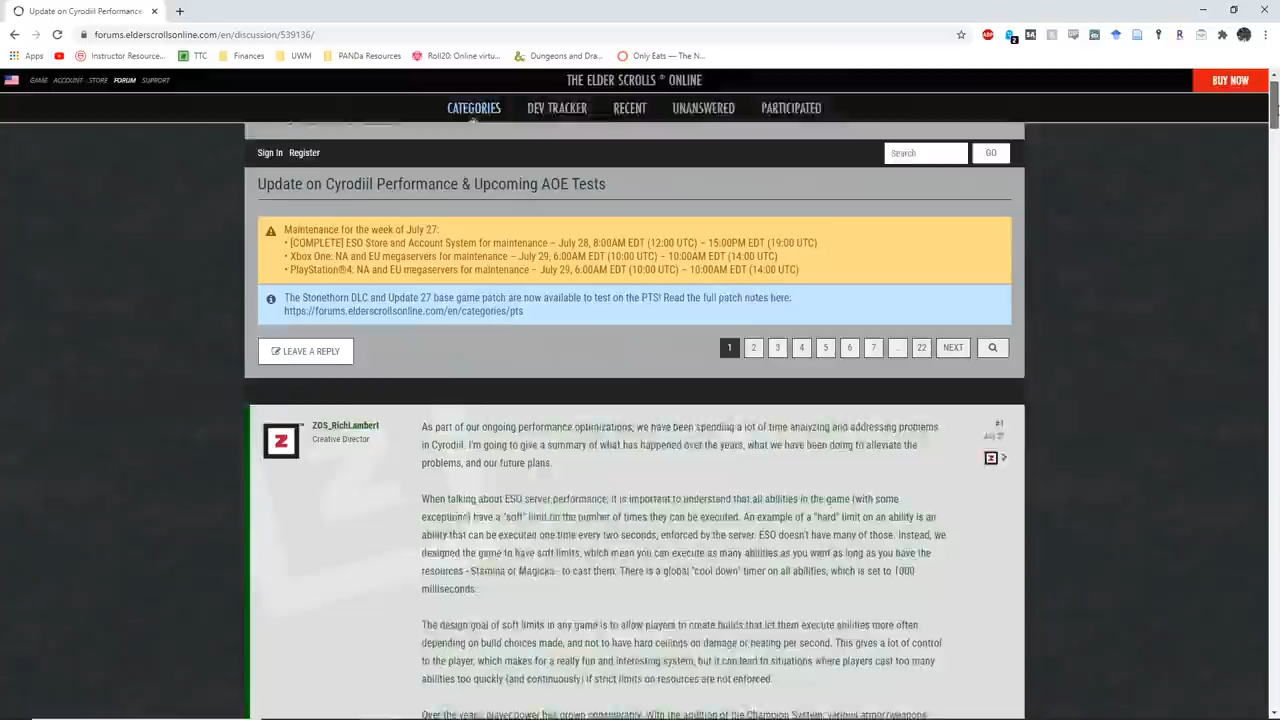 Update on Cyrodiil Performance
forums.elderscrollsonline.com/en/discussion/539136/
Apps
Instructor Resource...
TTC
Finances
UWM
PANDa Resources
Roll20: Online virtu...
Dungeons and Dra...
Only Eats — The N...
GAME ACCOUNT STORE FORUM SUPPORT
THE ELDER SCROLLS ® ONLINE
BUY NOW
CATEGORIES DEV TRACKER RECENT UNANSWERED PARTICIPATED
Sign In Register
Search GO
Update on Cyrodiil Performance & Upcoming AOE Tests
Maintenance for the week of July 27:
• [COMPLETE] ESO Store and Account System for maintenance – July 28, 8:00AM EDT (12:00 UTC) – 15:00PM EDT (19:00 UTC)
• Xbox One: NA and EU megaservers for maintenance – July 29, 6:00AM EDT (10:00 UTC) – 10:00AM EDT (14:00 UTC)
• PlayStation®4: NA and EU megaservers for maintenance – July 29, 6:00AM EDT (10:00 UTC) – 10:00AM EDT (14:00 UTC)
The Stonethorn DLC and Update 27 base game patch are now available to test on the PTS! Read the full patch notes here:
https://forums.elderscrollsonline.com/en/categories/pts
LEAVE A REPLY
1 2 3 4 5 6 7 ... 22 NEXT
ZOS_RichLambert
Creative Director
#1
July 27
As part of our ongoing performance optimizations, we have been spending a lot of time analyzing and addressing problems
in Cyrodiil. I'm going to give a summary of what has happened over the years, what we have been doing to alleviate the
problems, and our future plans.
When talking about ESO server performance, it is important to understand that all abilities in the game (with some
exception) have a "soft" limit on the number of times they can be executed. An example of a "hard" limit on an ability is an
ability that can be executed one time every two seconds, enforced by the server. ESO doesn't have many of those. Instead, we
designed the game to have soft limits, which mean you can execute as many abilities as you want as long as you have the
resources - Stamina or Magicka - to cast them. There is a global "cool down" timer on all abilities, which is set to 1000
milliseconds.
The design goal of soft limits in any game is to allow players to create builds that let them execute abilities more often
depending on build choices made, and not to have hard ceilings on damage or healing per second. This gives a lot of control
to the player, which makes for a really fun and interesting system, but it can lead to situations where players cast too many
abilities too quickly (and continuously) if strict limits on resources are not enforced.
Over the years, player power has grown considerably. With the addition of the Champion System, various armor/weapons